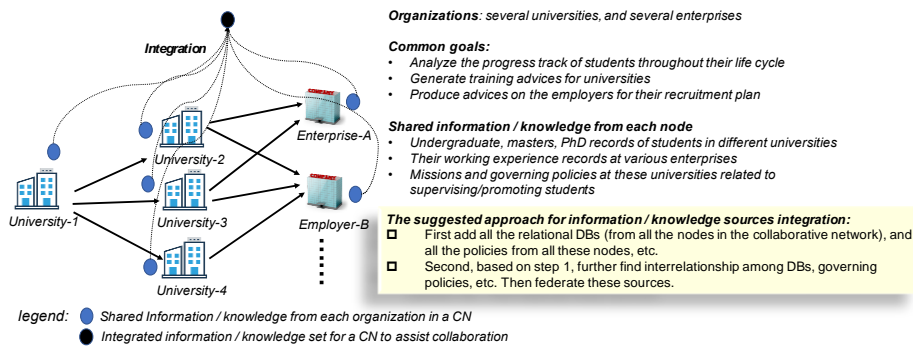 Integration
University-1
University-2
University-3
University-4
Enterprise-A
Employer-B
Organizations: several universities, and several enterprises
Common goals:
• Analyze the progress track of students throughout their life cycle
• Generate training advices for universities
• Produce advices on the employers for their recruitment plan
Shared information / knowledge from each node
• Undergraduate, masters, PhD records of students in different universities
• Their working experience records at various enterprises
• Missions and governing policies at these universities related to
supervising/promoting students
The suggested approach for information / knowledge sources integration:
❑ First add all the relational DBs (from all the nodes in the collaborative network), and
all the policies from all these nodes, etc.
❑ Second, based on step 1, further find interrelationship among DBs, governing
policies, etc. Then federate these sources.
legend:
Shared Information / knowledge from each organization in a CN
Integrated information / knowledge set for a CN to assist collaboration